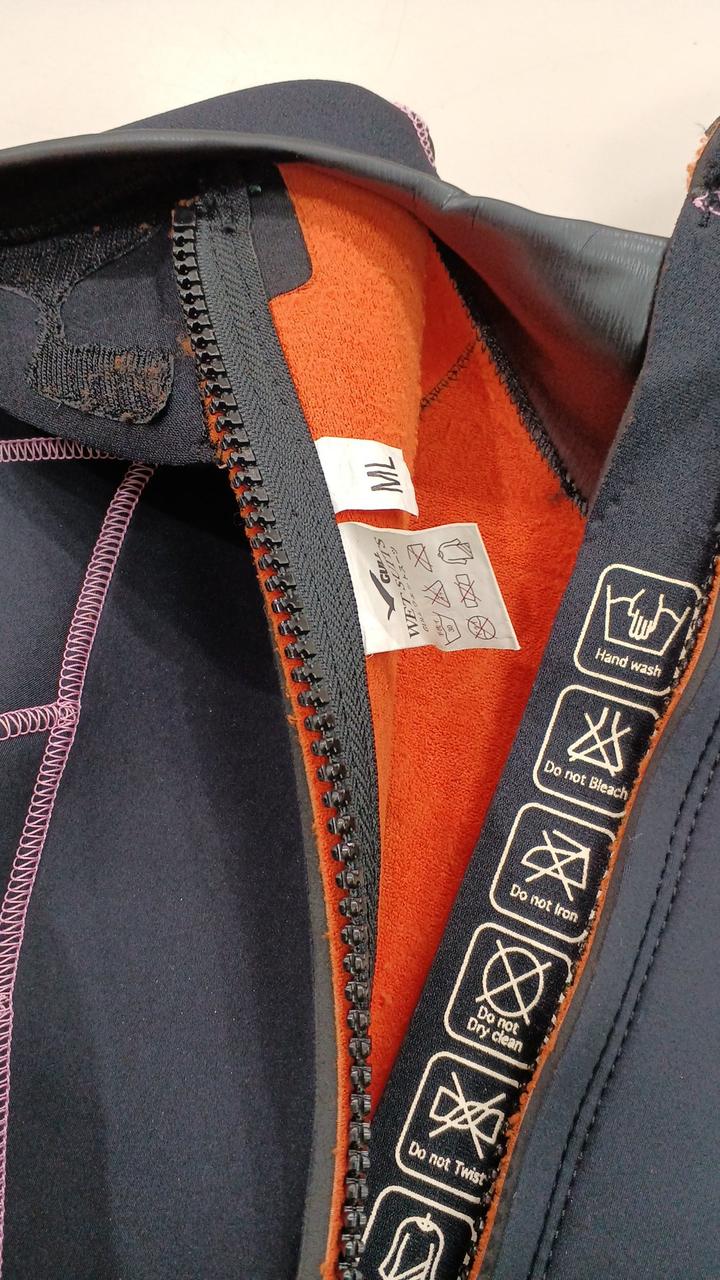 ML
GULL
WET SUITS
Hand wash
Do not Bleach
Do not Iron
Do not
Dry clean
Do not Twist